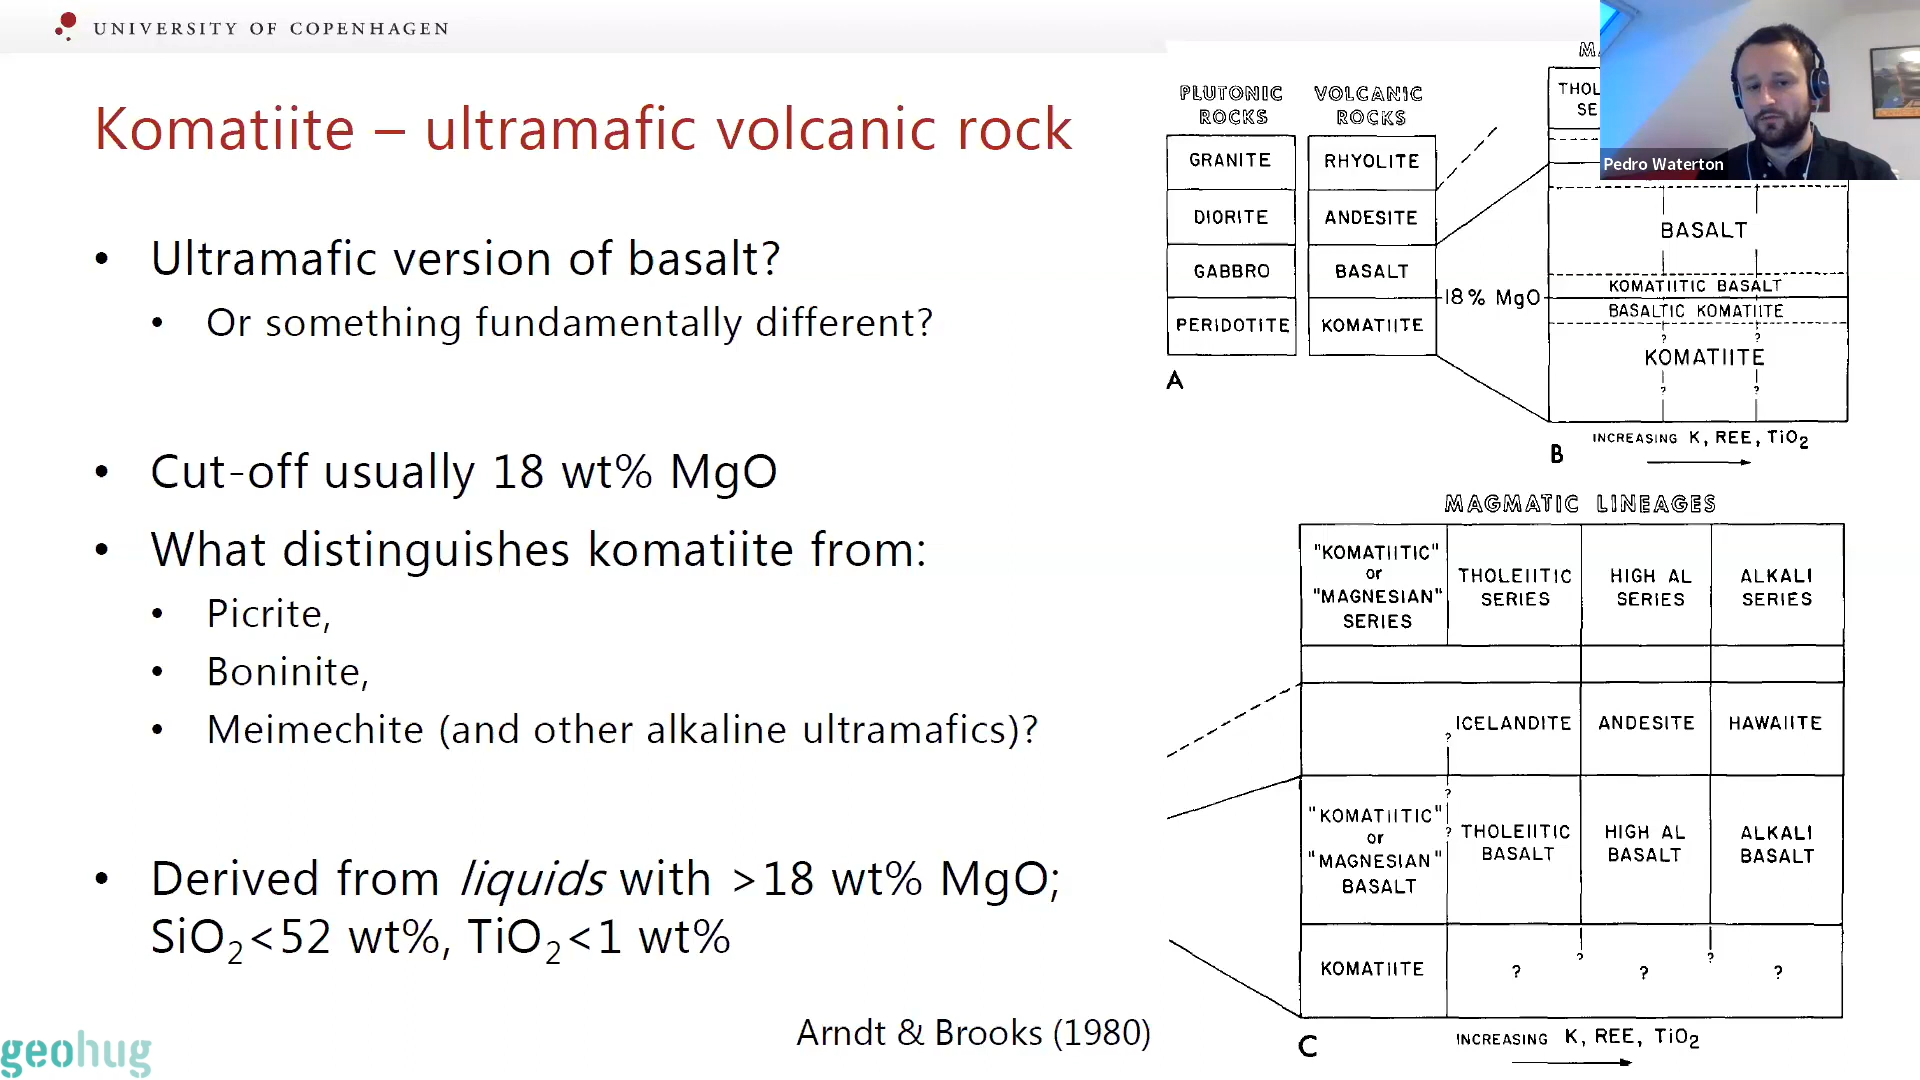 UNIVERSITY OF COPENHAGEN
Komatiite – ultramafic volcanic rock
• Ultramafic version of basalt?
• Or something fundamentally different?
• Cut-off usually 18 wt% MgO
• What distinguishes komatiite from:
• Picrite,
• Boninite,
• Meimechite (and other alkaline ultramafics)?
• Derived from liquids with >18 wt% MgO;
SiO2<52 wt%, TiO2<1 wt%
Arndt & Brooks (1980)
geohug
PLUTONIC
ROCKS
VOLCANIC
ROCKS
GRANITE
RHYOLITE
DIORITE
ANDESITE
GABBRO
BASALT
PERIDOTITE
KOMATIITE
A
18% MgO
Pedro Waterton
BASALT
KOMATIITIC BASALT
BASALTIC KOMATIITE
? ?
KOMATIITE
? ?
INCREASING K, REE, TiO2
B
MAGMATIC LINEAGES
"KOMATIITIC"
or
"MAGNESIAN"
SERIES
THOLEIITIC
SERIES
HIGH AL
SERIES
ALKALI
SERIES
?
ICELANDITE
ANDESITE
HAWAIITE
"KOMATIITIC"
or
"MAGNESIAN"
BASALT
?
?
THOLEIITIC
BASALT
HIGH AL
BASALT
ALKALI
BASALT
KOMATIITE
? ? ? ? ?
INCREASING K, REE, TiO2
C